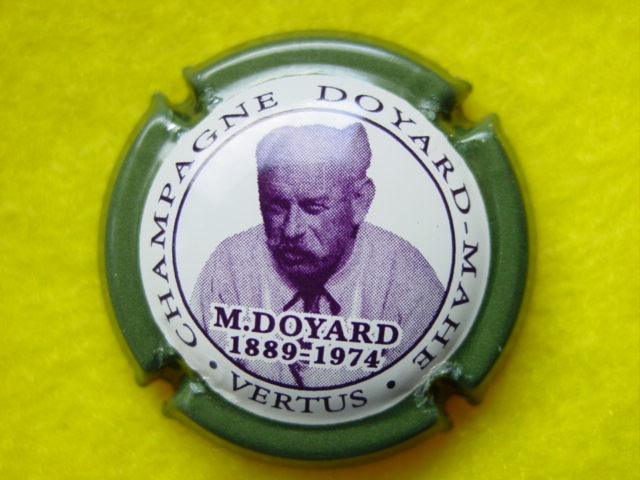 CHAMPAGNE DOYARD-MAHE
M.DOYARD
1889-1974
• VERTUS •